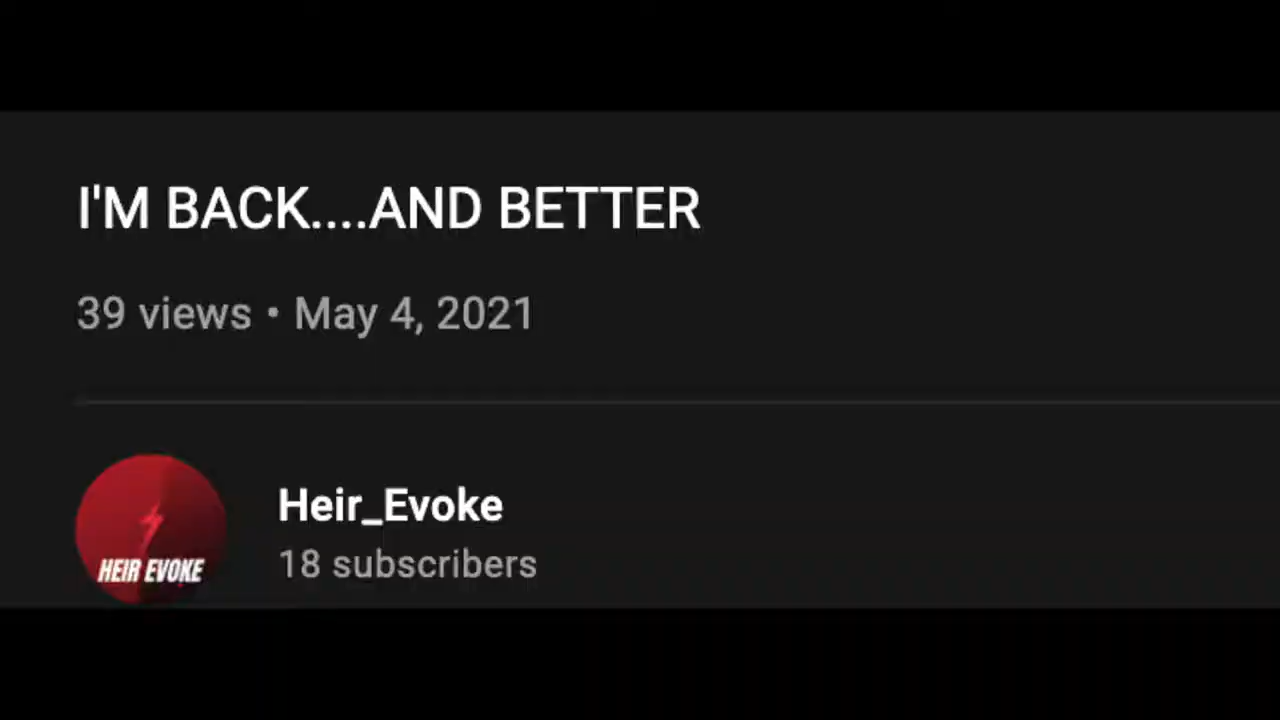 I'M BACK....AND BETTER
39 views • May 4, 2021
Heir_Evoke
18 subscribers
HEIR EVOKE